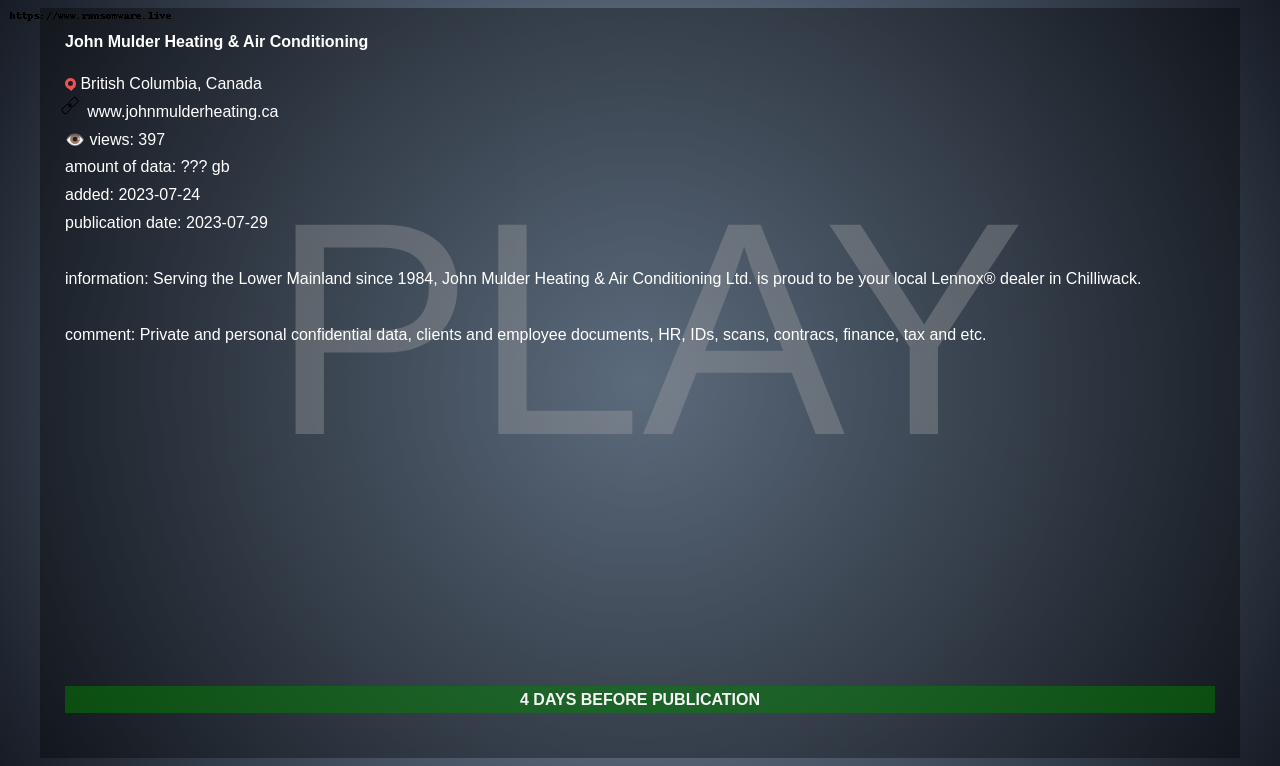 https://www.ransomware.live
John Mulder Heating & Air Conditioning
British Columbia, Canada
www.johnmulderheating.ca
views: 397
amount of data: ??? gb
added: 2023-07-24
publication date: 2023-07-29
PLAY
information: Serving the Lower Mainland since 1984, John Mulder Heating & Air Conditioning Ltd. is proud to be your local Lennox® dealer in Chilliwack.
comment: Private and personal confidential data, clients and employee documents, HR, IDs, scans, contracs, finance, tax and etc.
4 DAYS BEFORE PUBLICATION